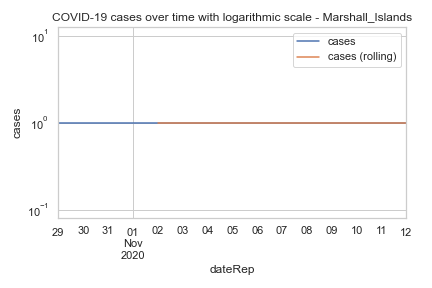 COVID-19 cases over time with logarithmic scale - Marshall_Islands
cases
cases (rolling)
10¹
10⁰
10⁻¹
cases
29 30 31 01 02 03 04 05 06 07 08 09 10 11 12
Nov
2020
dateRep